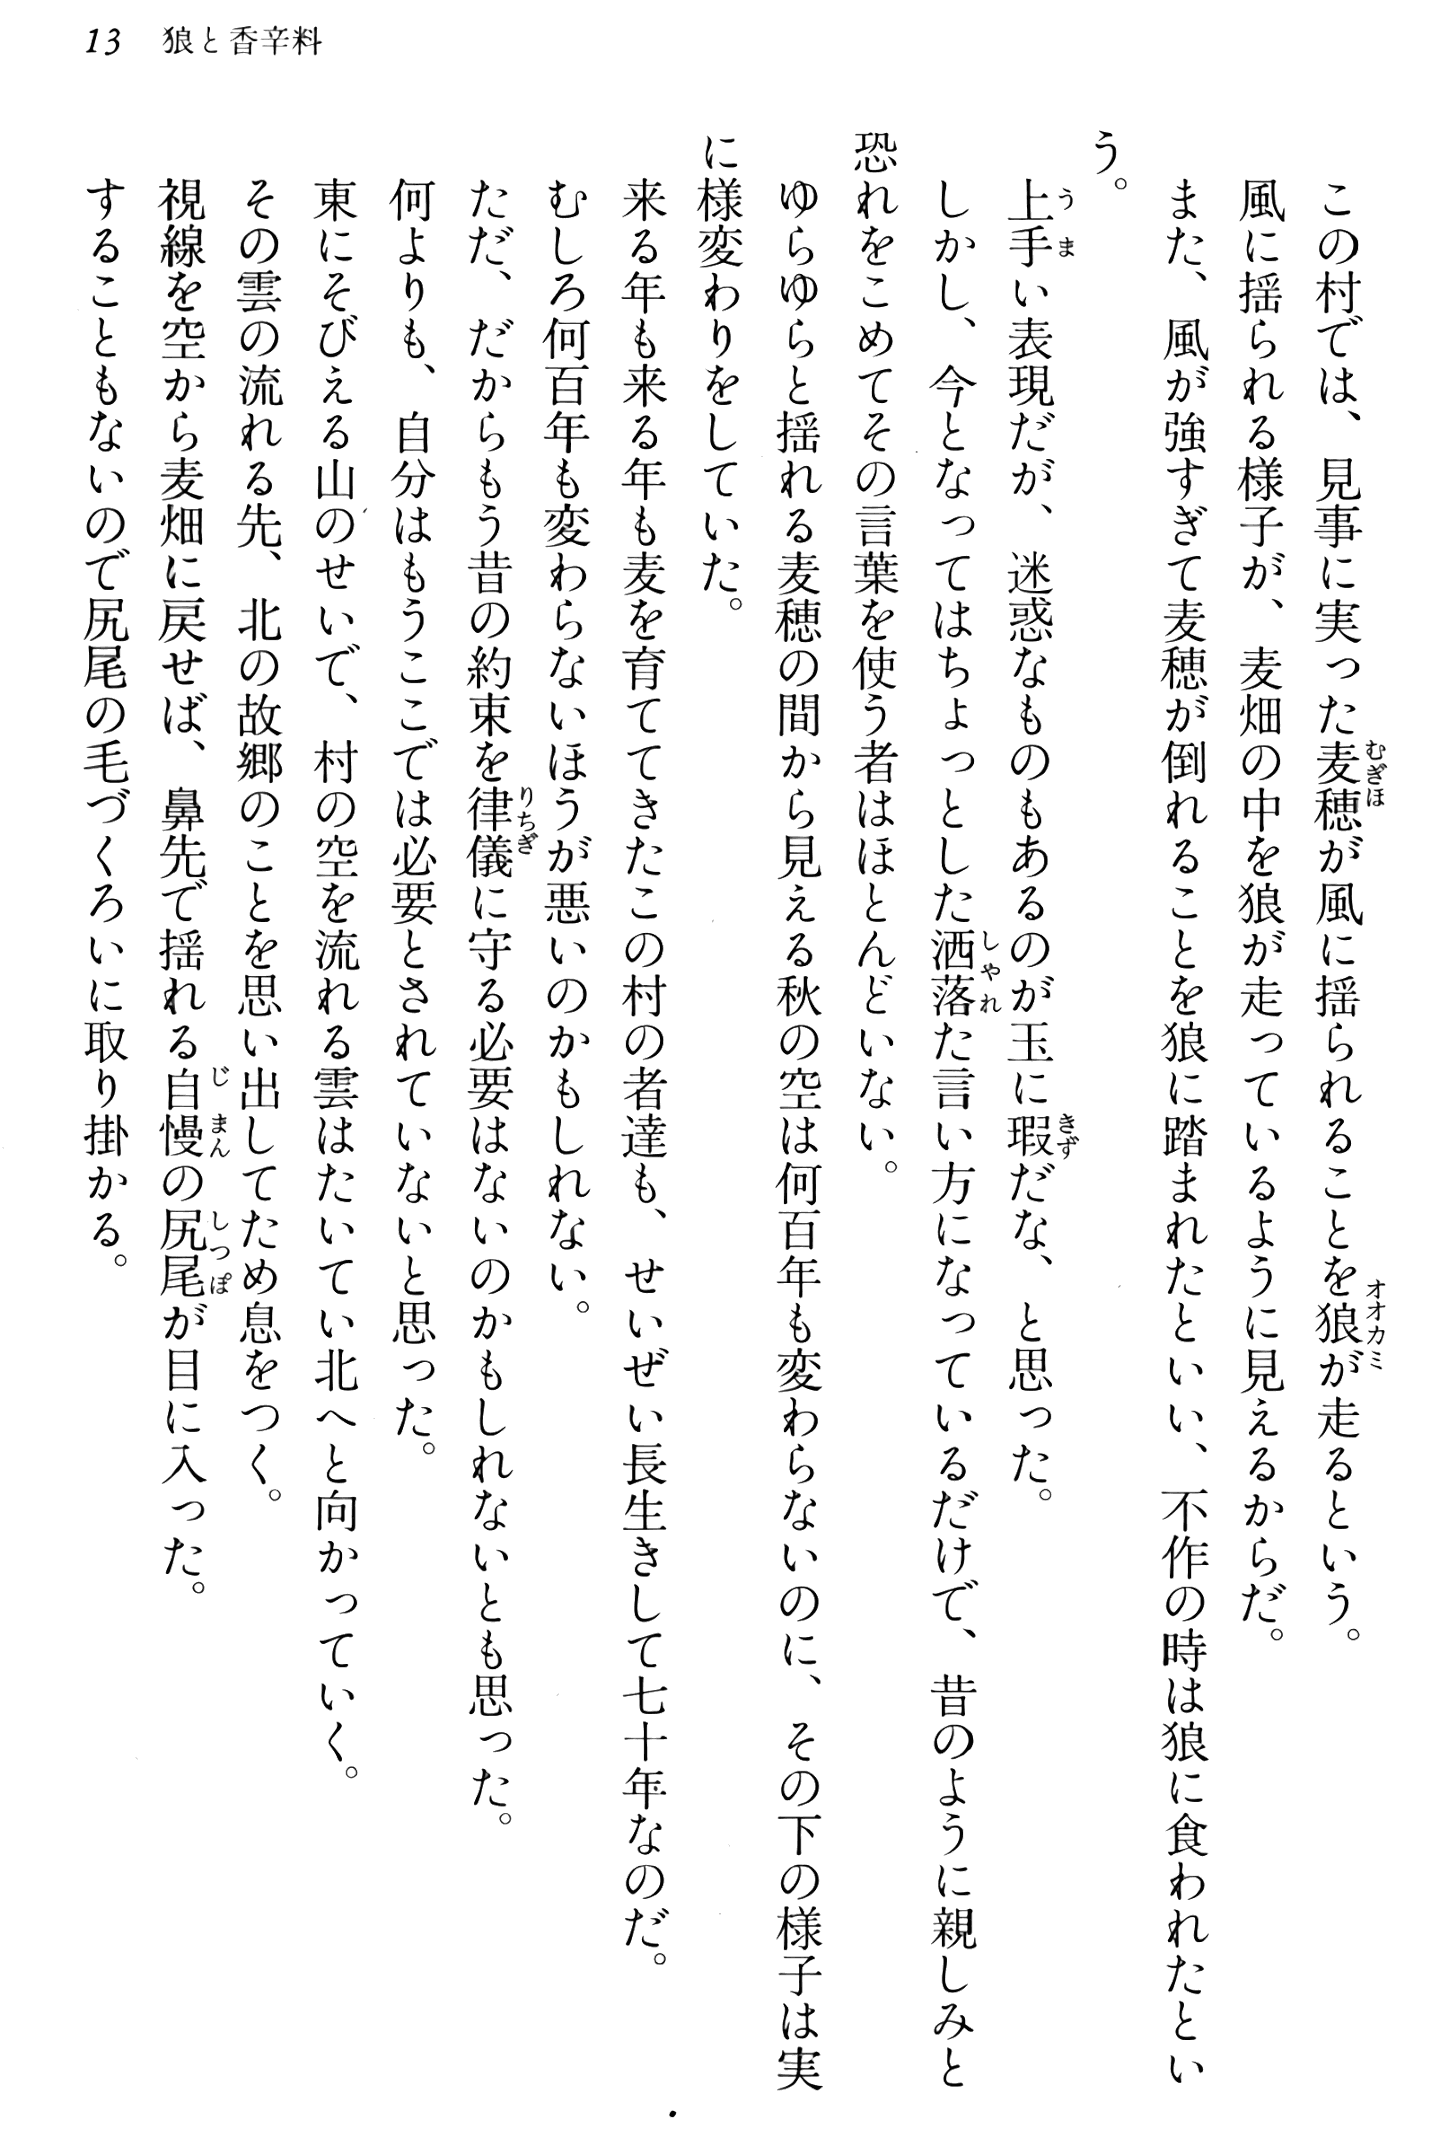 13 狼と香辛料
この村では、見事に実った麦穂が風に揺られることを狼が走るという。
風に揺られる様子が、麦畑の中を狼が走っているように見えるからだ。
また、風が強すぎて麦穂が倒れることを狼に踏まれたといい、不作の時は狼に食われたとい
う。
上手い表現だが、迷惑なものもあるのが玉に瑕だな、と思った。
しかし、今となってはちょっとした洒落た言い方になっているだけで、昔のように親しみと
恐れをこめてその言葉を使う者はほとんどいない。
ゆらゆらと揺れる麦穂の間から見える秋の空は何百年も変わらないのに、その下の様子は実
に様変わりをしていた。
来る年も来る年も麦を育ててきたこの村の者達も、せいぜい長生きして七十年なのだ。
むしろ何百年も変わらないほうが悪いのかもしれない。
ただ、だからもう昔の約束を律儀に守る必要はないのかもしれないとも思った。
何よりも、自分はもうここでは必要とされていないと思った。
東にそびえる山のせいで、村の空を流れる雲はたいてい北へと向かっていく。
その雲の流れる先、北の故郷のことを思い出してため息をつく。
視線を空から麦畑に戻せば、鼻先で揺れる自慢の尻尾が目に入った。
することもないので尻尾の毛づくろいに取り掛かる。